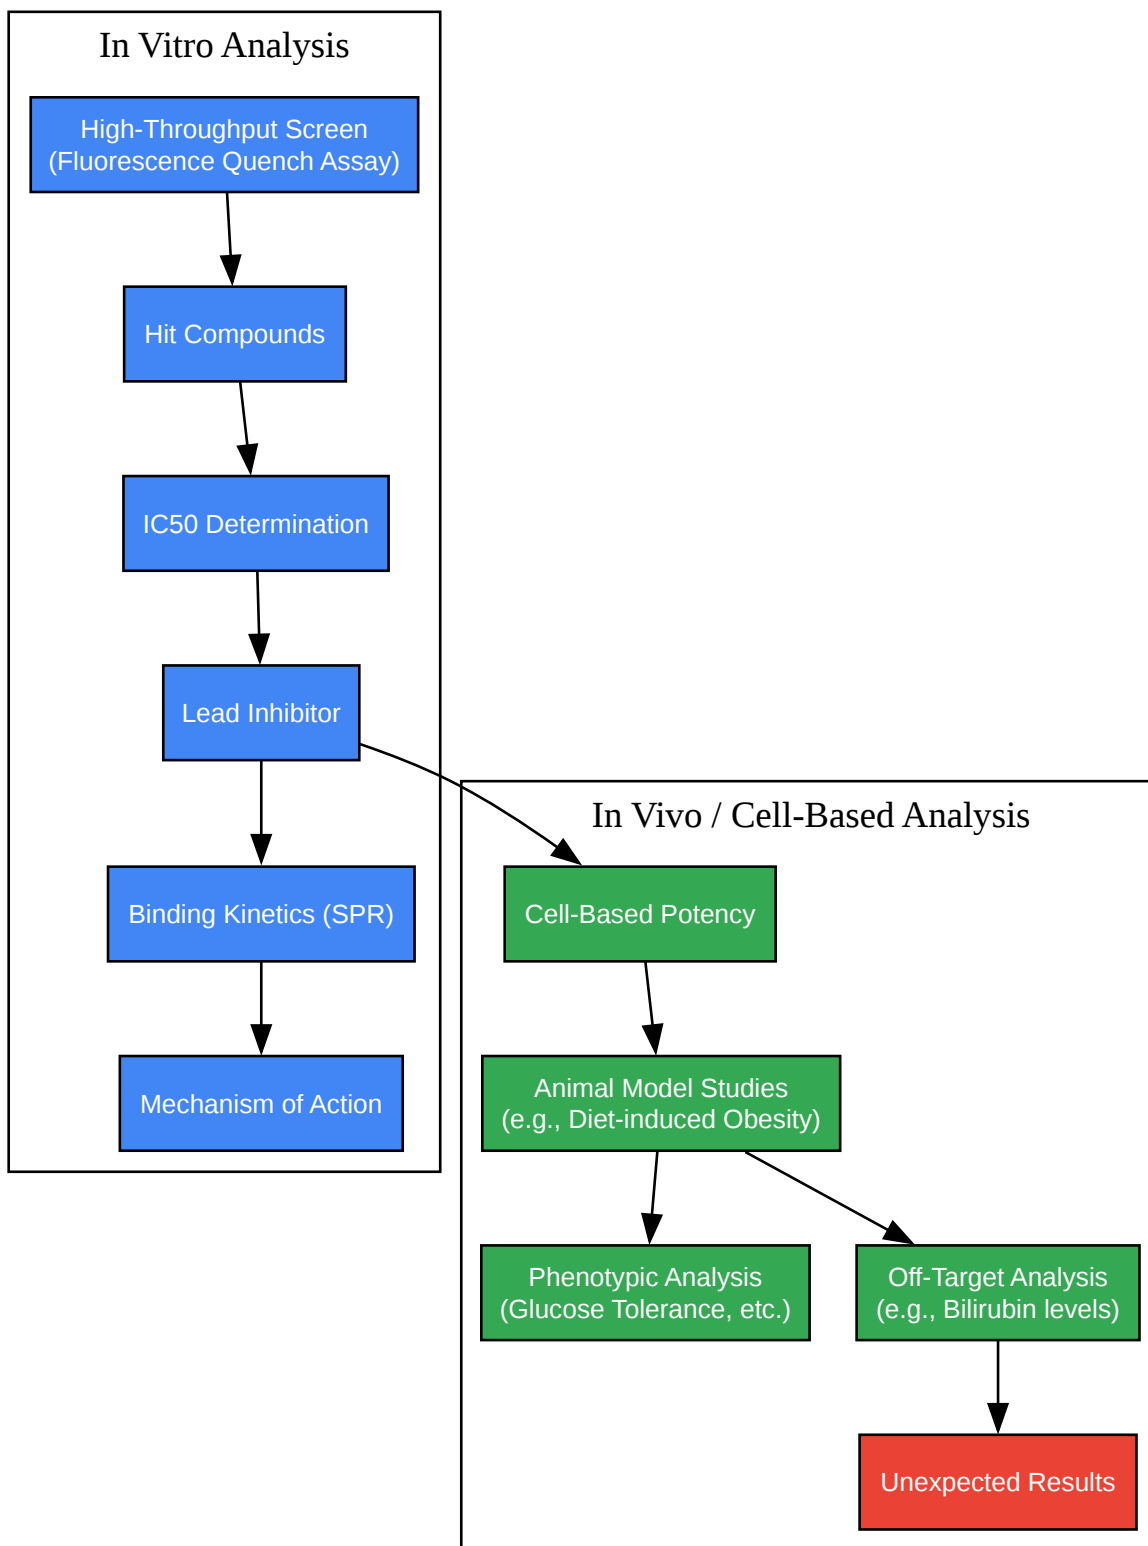 In Vitro Analysis
High-Throughput Screen
(Fluorescence Quench Assay)
Hit Compounds
IC50 Determination
Lead Inhibitor
Binding Kinetics (SPR)
Mechanism of Action
In Vivo / Cell-Based Analysis
Cell-Based Potency
Animal Model Studies
(e.g., Diet-induced Obesity)
Phenotypic Analysis
(Glucose Tolerance, etc.)
Off-Target Analysis
(e.g., Bilirubin levels)
Unexpected Results